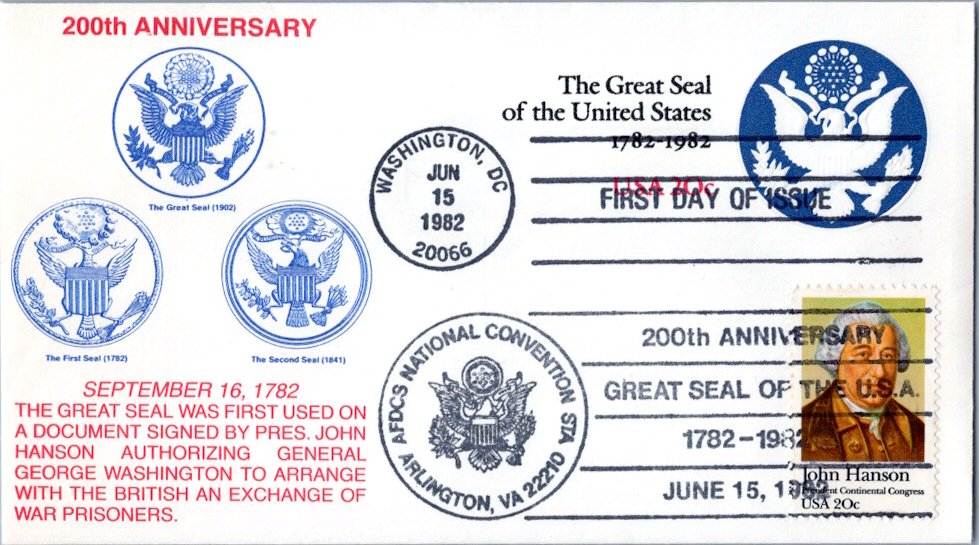 200th ANNIVERSARY
The Great Seal (1902)
The First Seal (1782)
The Second Seal (1841)
SEPTEMBER 16, 1782
THE GREAT SEAL WAS FIRST USED ON
A DOCUMENT SIGNED BY PRES. JOHN
HANSON AUTHORIZING GENERAL
GEORGE WASHINGTON TO ARRANGE
WITH THE BRITISH AN EXCHANGE OF
WAR PRISONERS.
The Great Seal
of the United States
1782-1982
USA 20c
WASHINGTON, DC
JUN
15
1982
20066
FIRST DAY OF ISSUE
AFDCS NATIONAL CONVENTION STA
ARLINGTON, VA 22210
200th ANNIVERSARY
GREAT SEAL OF THE U.S.A.
1782-1982
JUNE 15, 1982
John Hanson
President Continental Congress
USA 20c